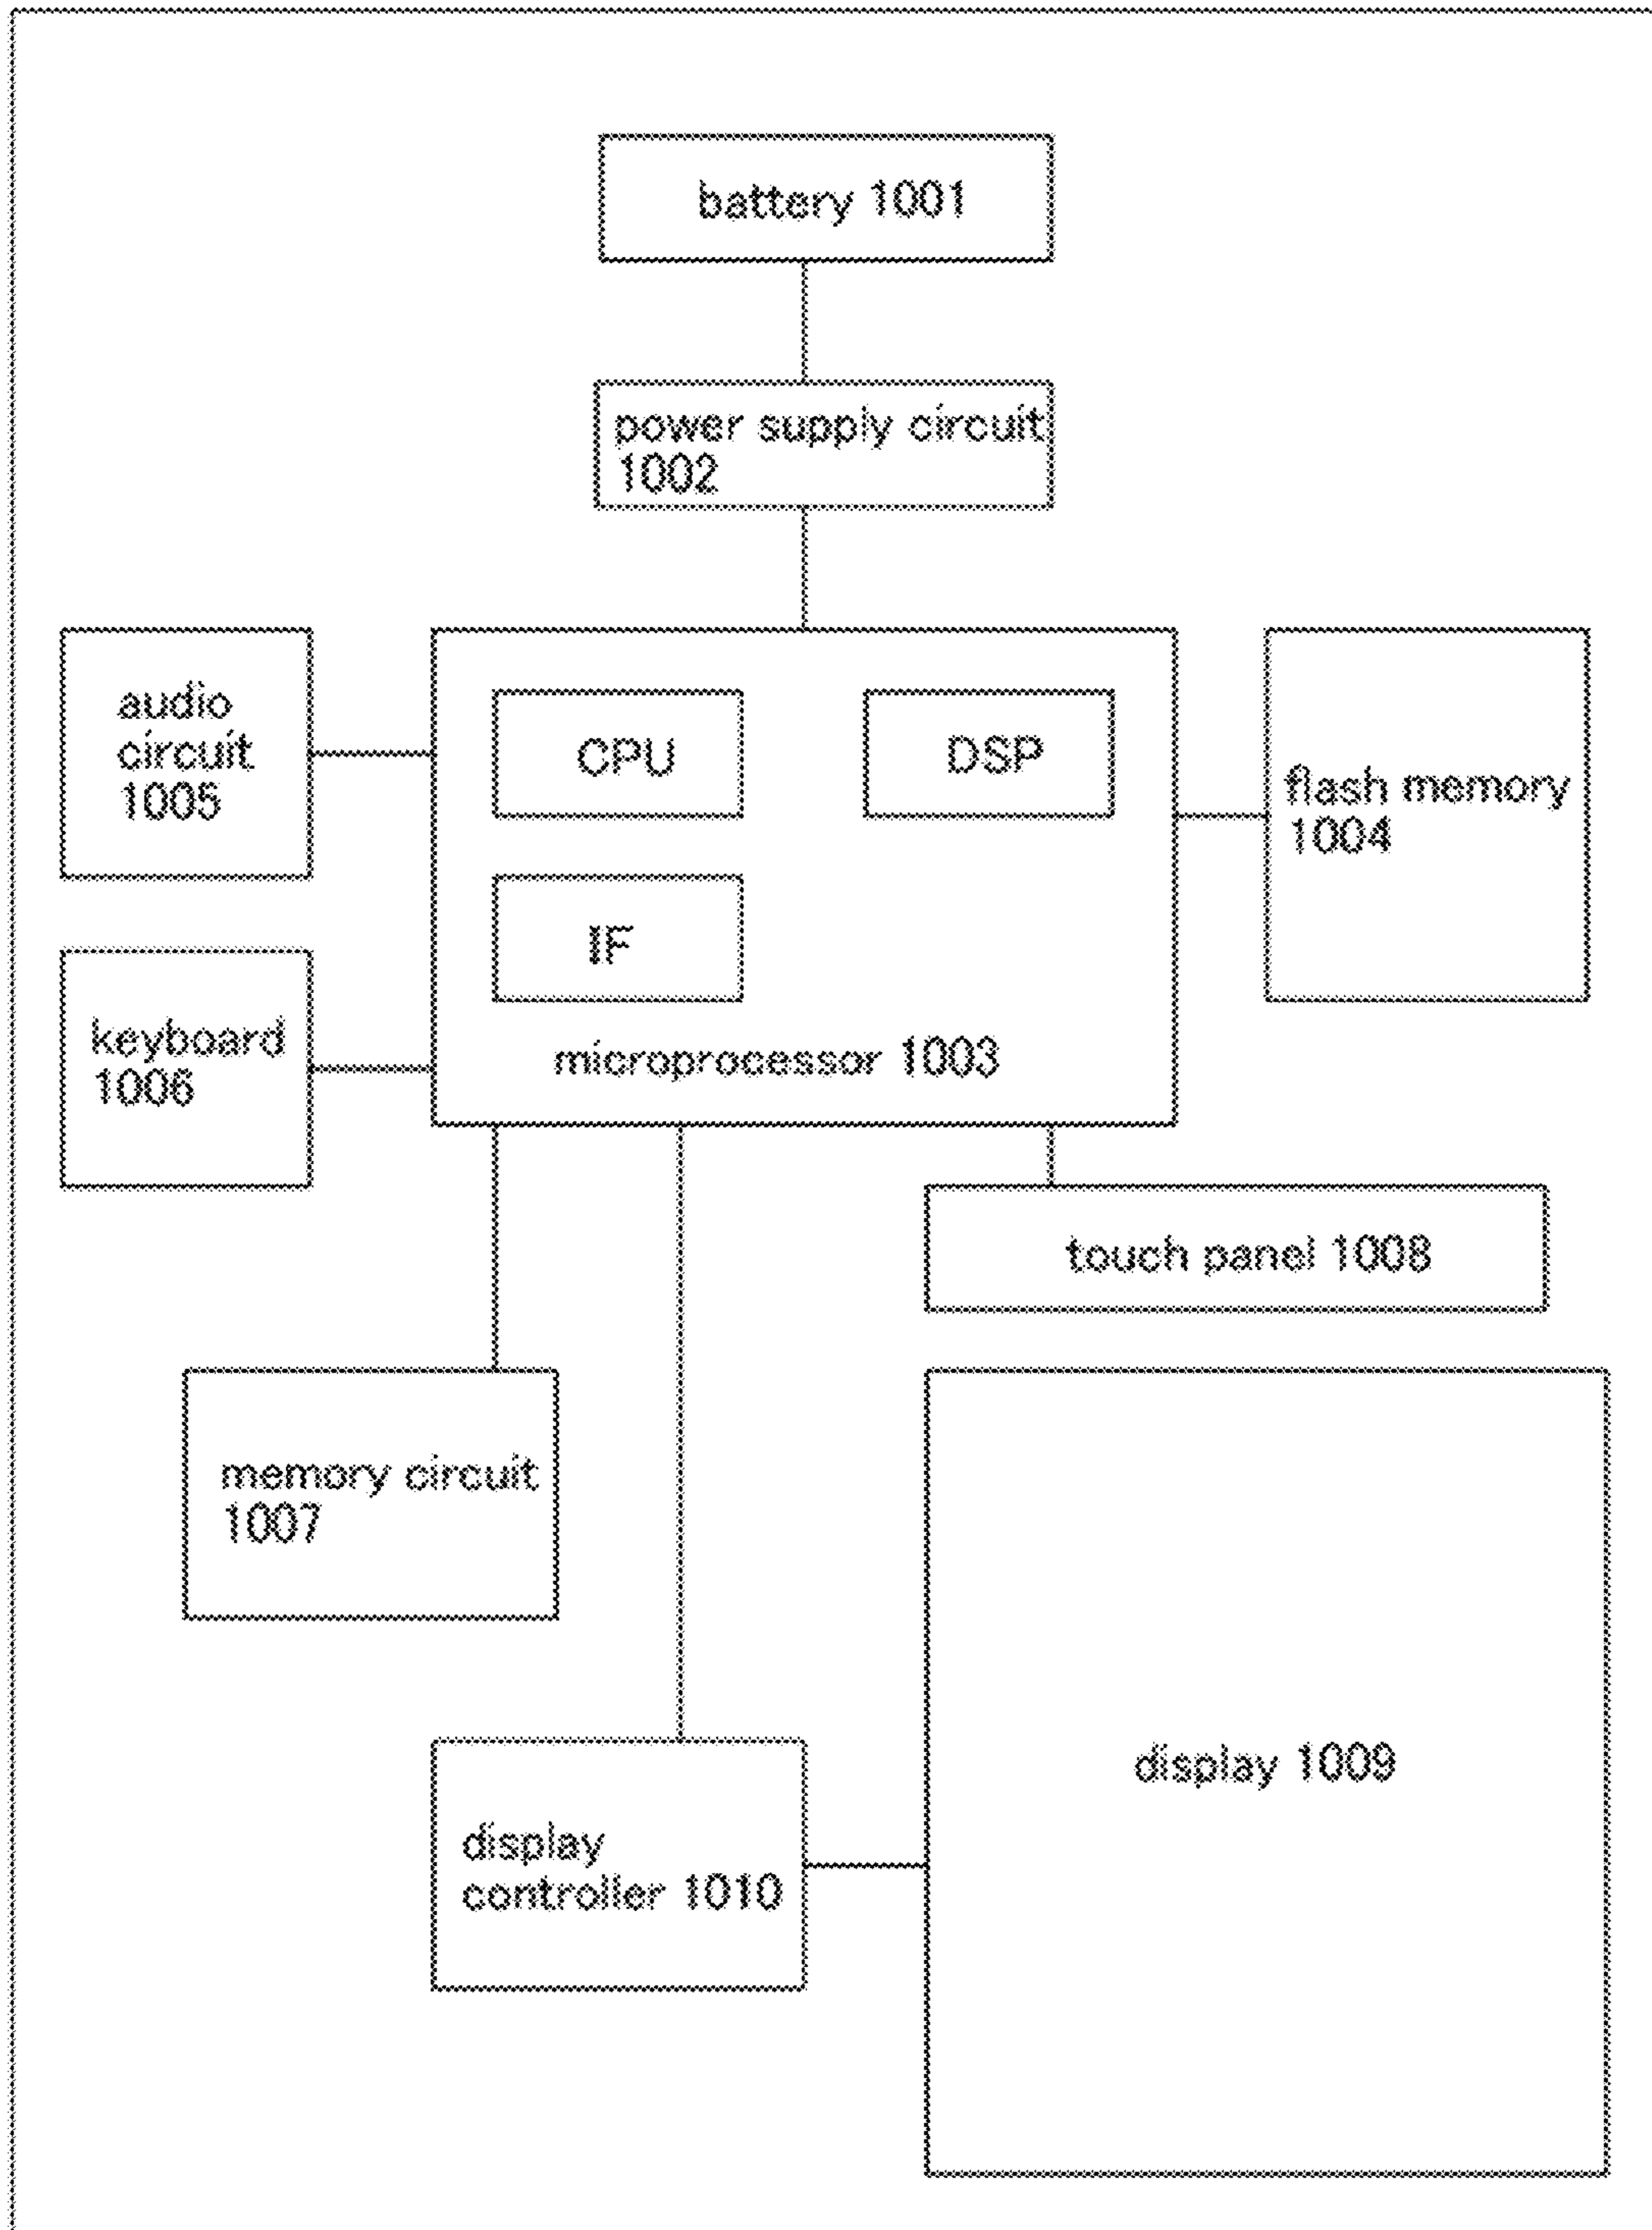 battery 1001
power supply circuit
1002
audio
circuit
1005
CPU
DSP
flash memory
1004
IF
keyboard
1006
microprocessor 1003
touch panel 1008
memory circuit
1007
display 1009
display
controller 1010